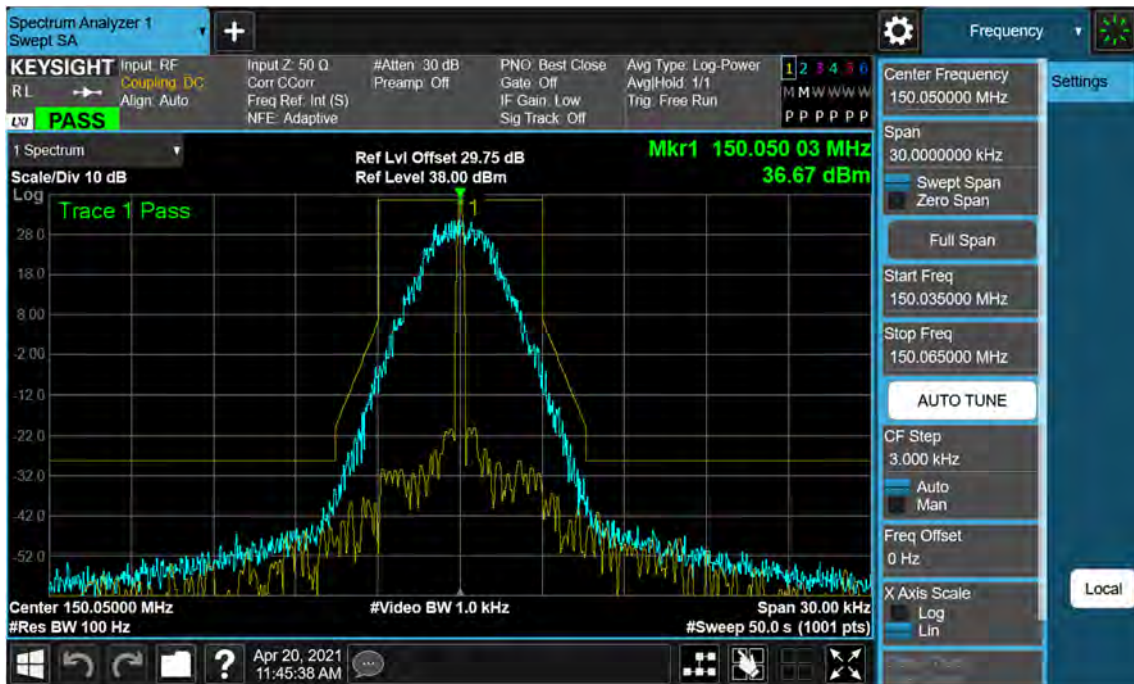 Spectrum Analyzer 1
Swept SA
+
Frequency
KEYSIGHT
RL
LXI PASS
Input: RF
Coupling: DC
Align: Auto
Input Z: 50 Ω
Corr CCorr
Freq Ref: Int (S)
NFE: Adaptive
#Atten: 30 dB
Preamp: Off
PNO: Best Close
Gate: Off
IF Gain: Low
Sig Track: Off
Avg Type: Log-Power
Avg|Hold: 1/1
Trig: Free Run
1 2 3 4 5 6
M M W W W W
P P P P P P
1 Spectrum
Scale/Div 10 dB
Ref Lvl Offset 29.75 dB
Ref Level 38.00 dBm
Mkr1 150.050 03 MHz
36.67 dBm
Log
Trace 1 Pass
1
28.0
18.0
8.00
-2.00
-12.0
-22.0
-32.0
-42.0
-52.0
Center 150.05000 MHz
#Res BW 100 Hz
#Video BW 1.0 kHz
Span 30.00 kHz
#Sweep 50.0 s (1001 pts)
Center Frequency
150.050000 MHz
Span
30.0000000 kHz
Swept Span
Zero Span
Full Span
Start Freq
150.035000 MHz
Stop Freq
150.065000 MHz
AUTO TUNE
CF Step
3.000 kHz
Auto
Man
Freq Offset
0 Hz
X Axis Scale
Log
Lin
Settings
Local
?
Apr 20, 2021
11:45:38 AM